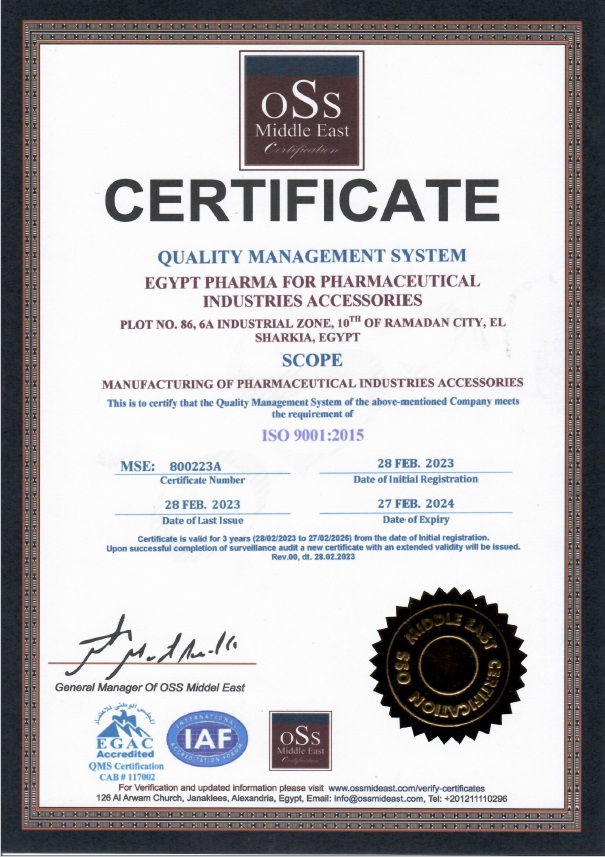 oSs
Middle East
Certification
CERTIFICATE
QUALITY MANAGEMENT SYSTEM
EGYPT PHARMA FOR PHARMACEUTICAL
INDUSTRIES ACCESSORIES
PLOT NO. 86, 6A INDUSTRIAL ZONE, 10TH OF RAMADAN CITY, EL
SHARKIA, EGYPT
SCOPE
MANUFACTURING OF PHARMACEUTICAL INDUSTRIES ACCESSORIES
This is to certify that the Quality Management System of the above-mentioned Company meets
the requirement of
ISO 9001:2015
MSE: 800223A
Certificate Number
28 FEB. 2023
Date of Initial Registration
28 FEB. 2023
Date of Last Issue
27 FEB. 2024
Date of Expiry
Certificate is valid for 3 years (28/02/2023 to 27/02/2026) from the date of Initial registration.
Upon successful completion of surveillance audit a new certificate with an extended validity will be issued.
Rev.00, dt. 28.02.2023
General Manager Of OSS Middel East
OSS MIDDLE EAST CERTIFICATION
المجلس الوطني للاعتماد
EGAC
Accredited
QMS Certification
CAB # 117002
INTERNATIONAL
IAF
ACCREDITATION FORUM
oSs
Middle East
Certification
For Verification and updated information please visit www.ossmideast.com/verify-certificates
126 Al Arwam Church, Janaklees, Alexandria, Egypt, Email: Info@ossmideast.com, Tel: +201211110296